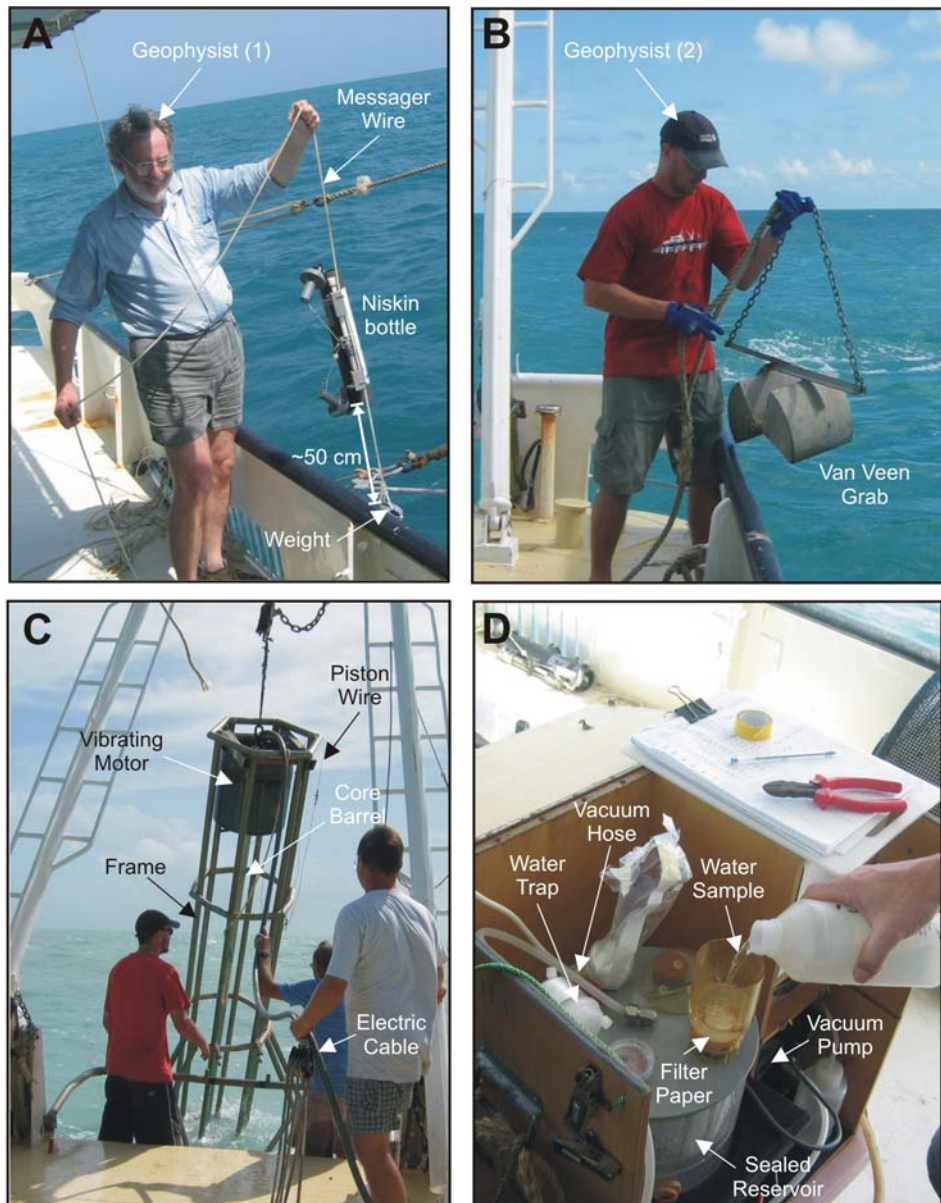 A
Geophysist (1)
Messager
Wire
Niskin
bottle
~50 cm
Weight
B
Geophysist (2)
Van Veen
Grab
C
Piston
Wire
Vibrating
Motor
Core
Barrel
Frame
Electric
Cable
D
Vacuum
Hose
Water
Trap
Water
Sample
Vacuum
Pump
Filter
Paper
Sealed
Reservoir